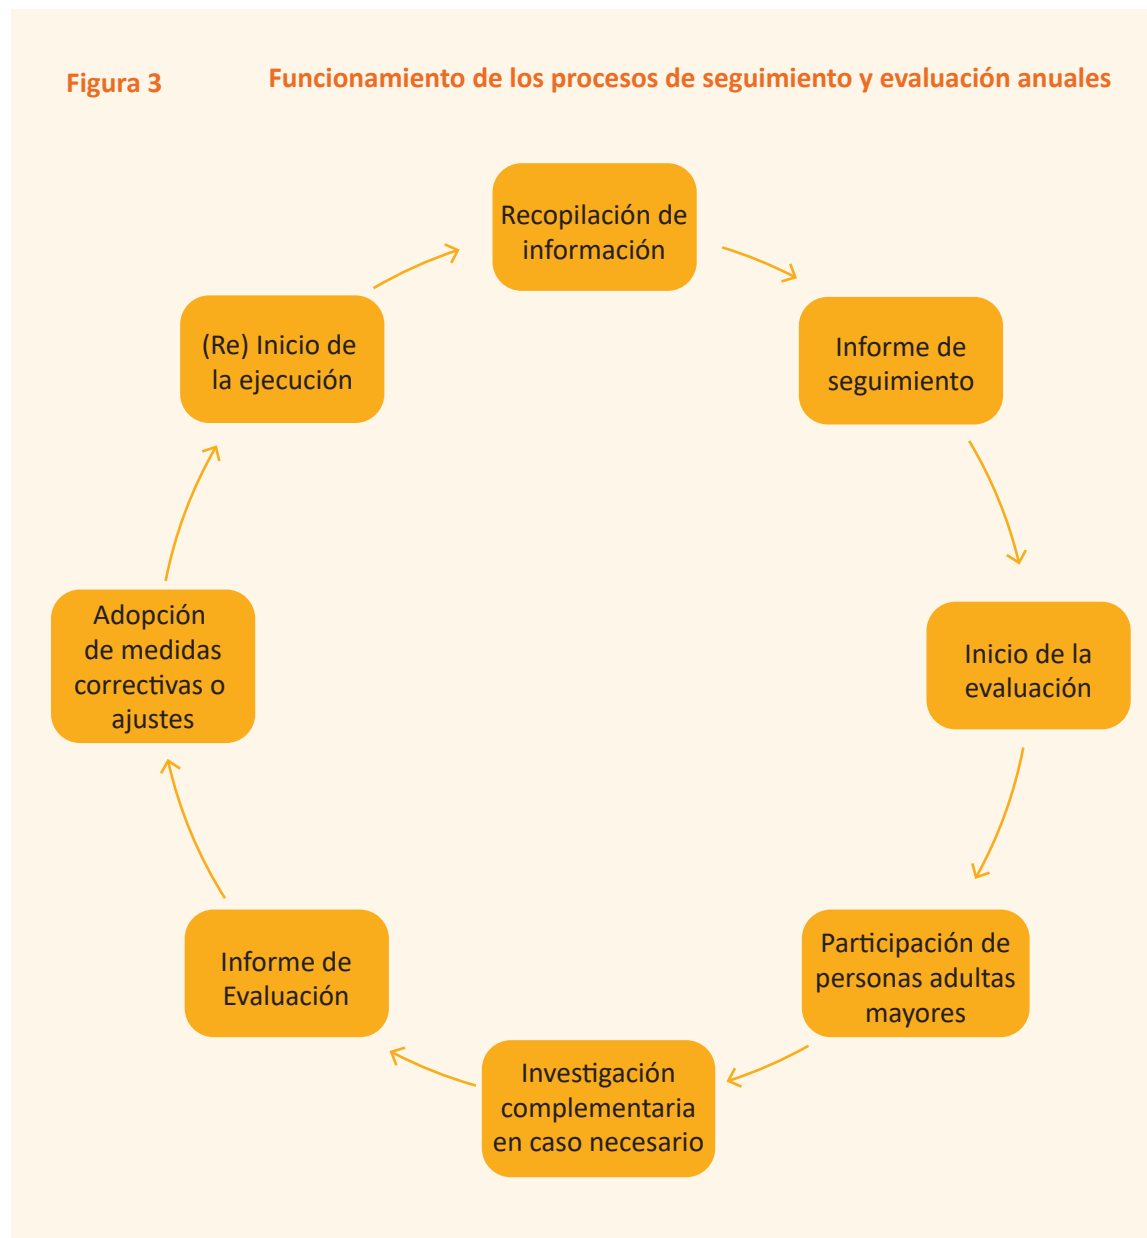 Figura 3
Funcionamiento de los procesos de seguimiento y evaluación anuales
Recopilación de
información
Informe de
seguimiento
Inicio de la
evaluación
Participación de
personas adultas
mayores
Investigación
complementaria
en caso necesario
Informe de
Evaluación
Adopción
de medidas
correctivas o
ajustes
(Re) Inicio de
la ejecución